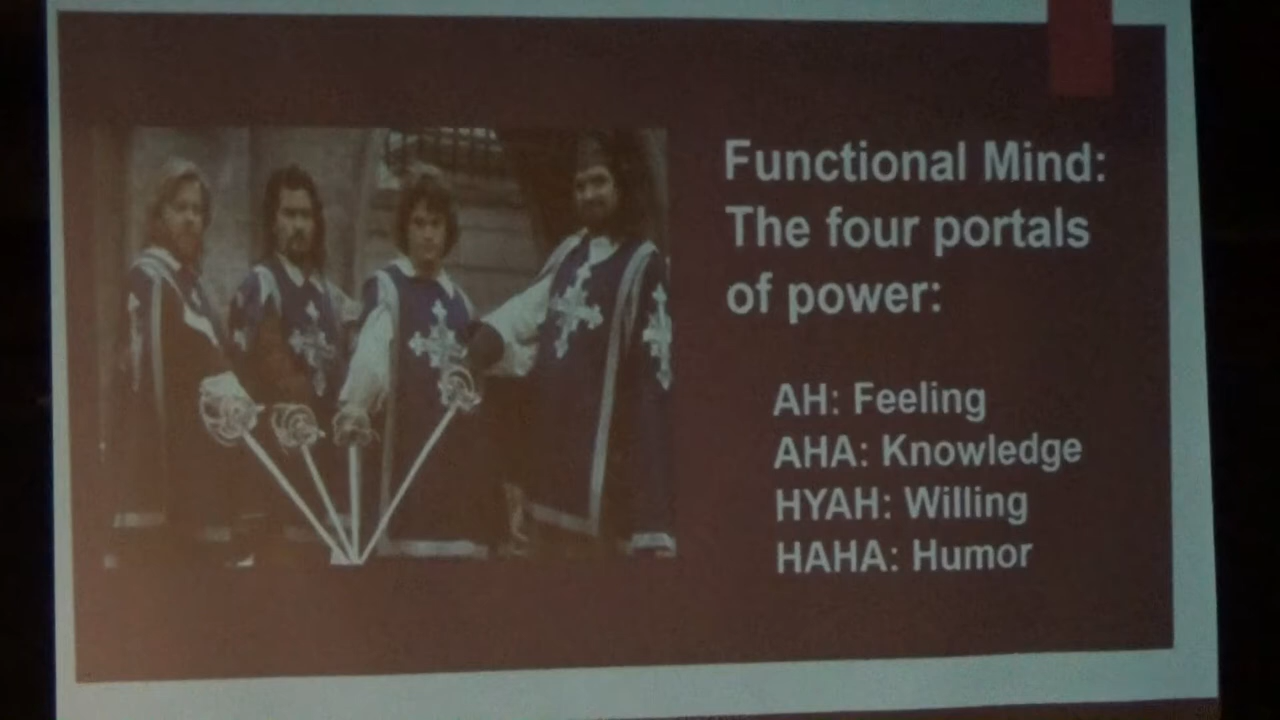 Functional Mind:
The four portals
of power:
AH: Feeling
AHA: Knowledge
HYAH: Willing
HAHA: Humor